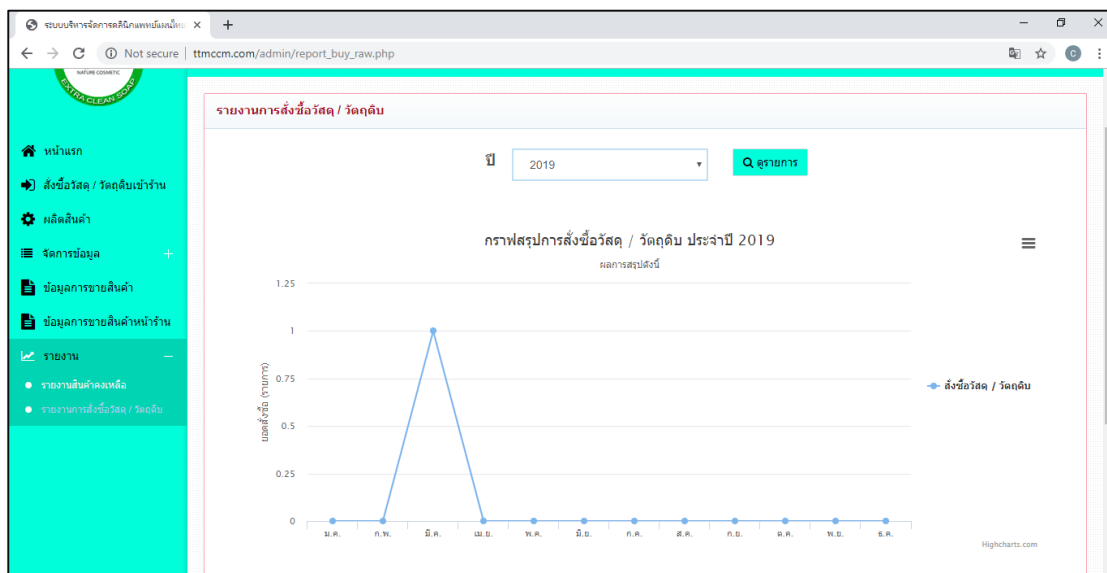 ระบบบริหารจัดการคลินิกแพทย์แผนไทย
Not secure | ttmccm.com/admin/report_buy_raw.php
C
NATURE COSMETIC
EXTRA CLEAN SOAP
รายงานการสั่งซื้อวัสดุ / วัตถุดิบ
หน้าแรก
สั่งซื้อวัสดุ / วัตถุดิบเข้าร้าน
ผลิตสินค้า
จัดการข้อมูล
ข้อมูลการขายสินค้า
ข้อมูลการขายสินค้าหน้าร้าน
รายงาน
รายงานสินค้าคงเหลือ
รายงานการสั่งซื้อวัสดุ / วัตถุดิบ
ปี 2019 ดูรายการ
กราฟสรุปการสั่งซื้อวัสดุ / วัตถุดิบ ประจำปี 2019
ผลการสรุปดังนี้
ยอดสั่งซื้อ (รายการ)
1.25
1
0.75
0.5
0.25
0
ม.ค. ก.พ. มี.ค. เม.ย. พ.ค. มิ.ย. ก.ค. ส.ค. ก.ย. ต.ค. พ.ย. ธ.ค.
สั่งซื้อวัสดุ / วัตถุดิบ
Highcharts.com